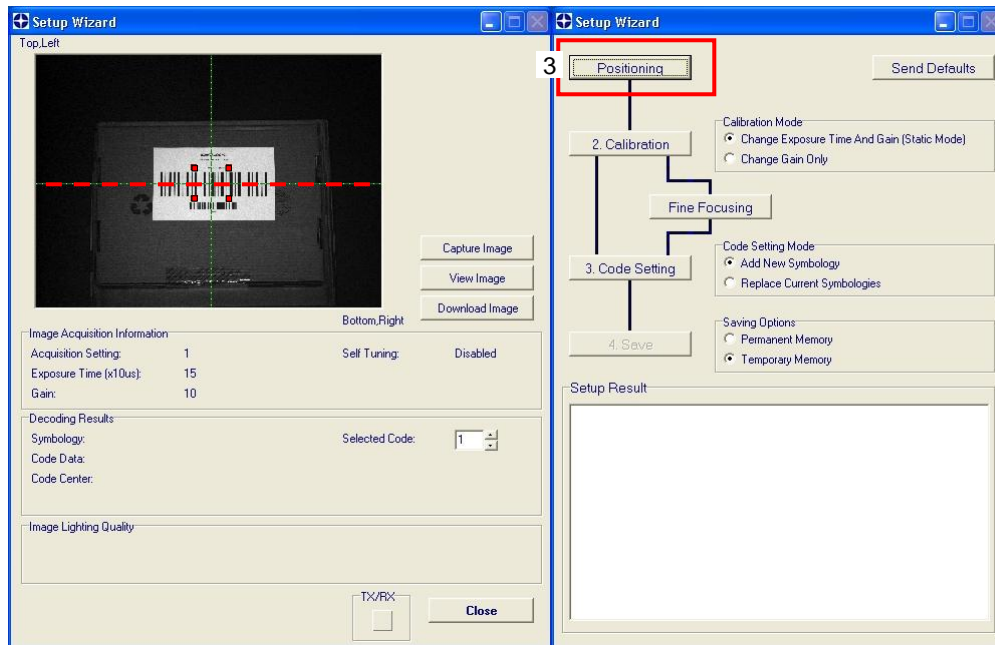 Setup Wizard
Top,Left
Capture Image
View Image
Download Image
Bottom,Right
Image Acquisition Information
Acquisition Setting: 1 Self Tuning: Disabled
Exposure Time (x10us): 15
Gain: 10
Decoding Results
Symbology: Selected Code: 1
Code Data:
Code Center:
Image Lighting Quality
TX/RX
Close
Setup Wizard
3 Positioning
Send Defaults
2. Calibration
Calibration Mode
Change Exposure Time And Gain (Static Mode)
Change Gain Only
Fine Focusing
3. Code Setting
Code Setting Mode
Add New Symbology
Replace Current Symbologies
4. Save
Saving Options
Permanent Memory
Temporary Memory
Setup Result